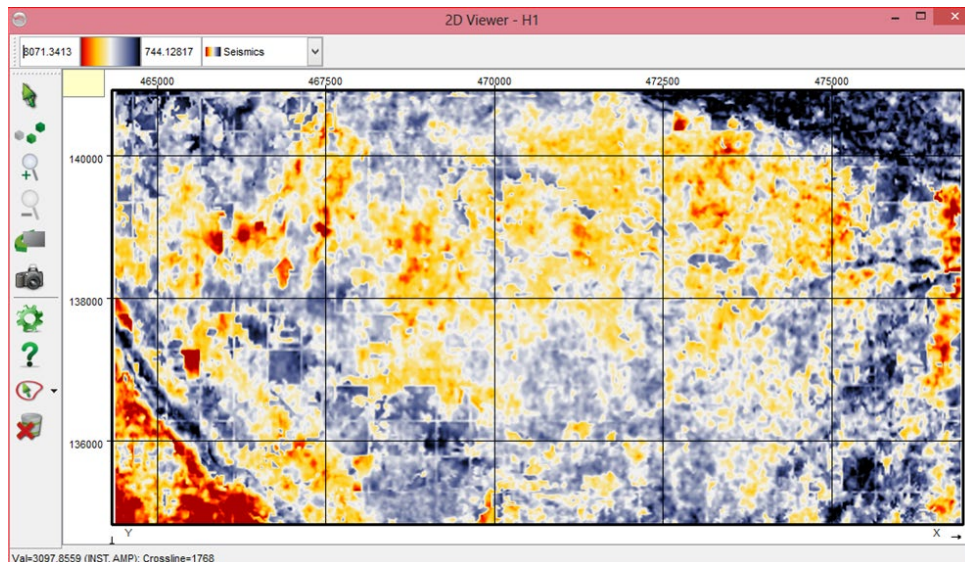 2D Viewer - H1
8071.3413 744.12817 Seismics
465000 467500 470000 472500 475000
140000
138000
136000
Y X
Val=3097.8559 (INST. AMP); Crossline=1768